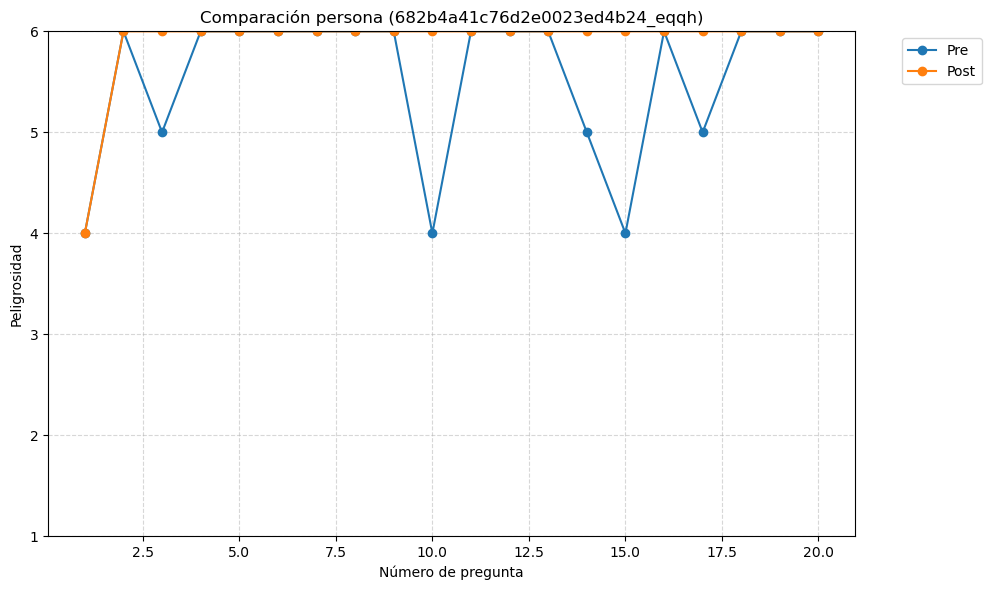 Comparación persona (682b4a41c76d2e0023ed4b24_eqqh)
Pre
Post
6
5
4
3
2
1
Peligrosidad
2.5 5.0 7.5 10.0 12.5 15.0 17.5 20.0
Número de pregunta